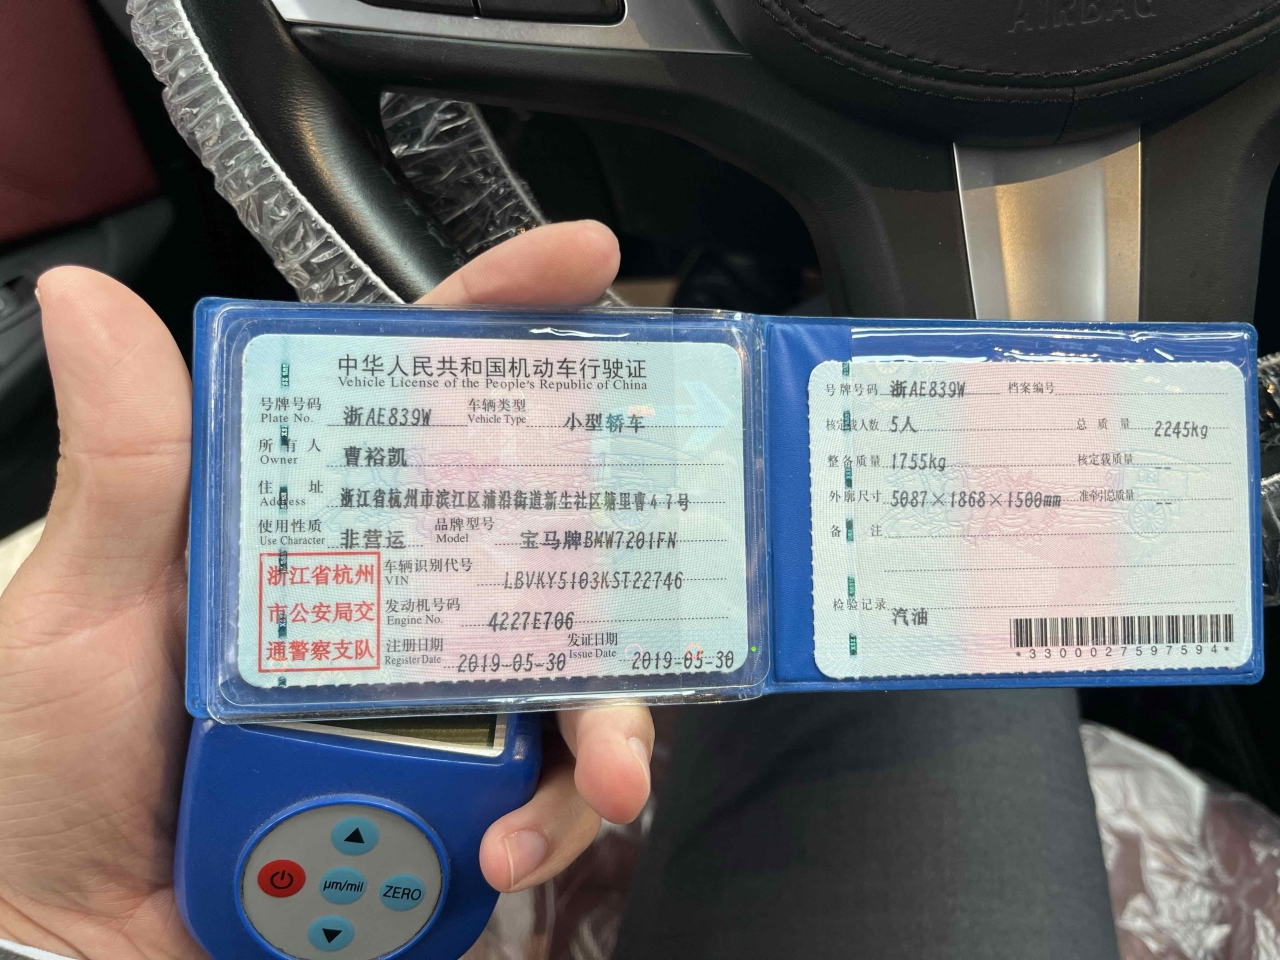 AIRBAG
中华人民共和国机动车行驶证
Vehicle License of the People's Republic of China
号牌号码 浙AE839W 车辆类型 小型轿车
Plate No. Vehicle Type
所有人 曹裕凯
Owner
住址 浙江省杭州市滨江区浦沿街道新生社区塘里曹47号
Address
使用性质 非营运 品牌型号 宝马牌BMW7201FN
Use Character Model
浙江省杭州
市公安局交
通警察支队
车辆识别代号 LBVKY5103KST22746
VIN
发动机号码 4227E706
Engine No.
注册日期 2019-05-30 发证日期 2019-05-30
Register Date Issue Date
号牌号码 浙AE839W 档案编号
核定载人数 5人 总质量 2245kg
整备质量 1755kg 核定载质量 --
外廓尺寸 5087×1868×1500mm 准牵引总质量 --
备注
检验记录 汽油
*3300027597594*
μm/mil
ZERO